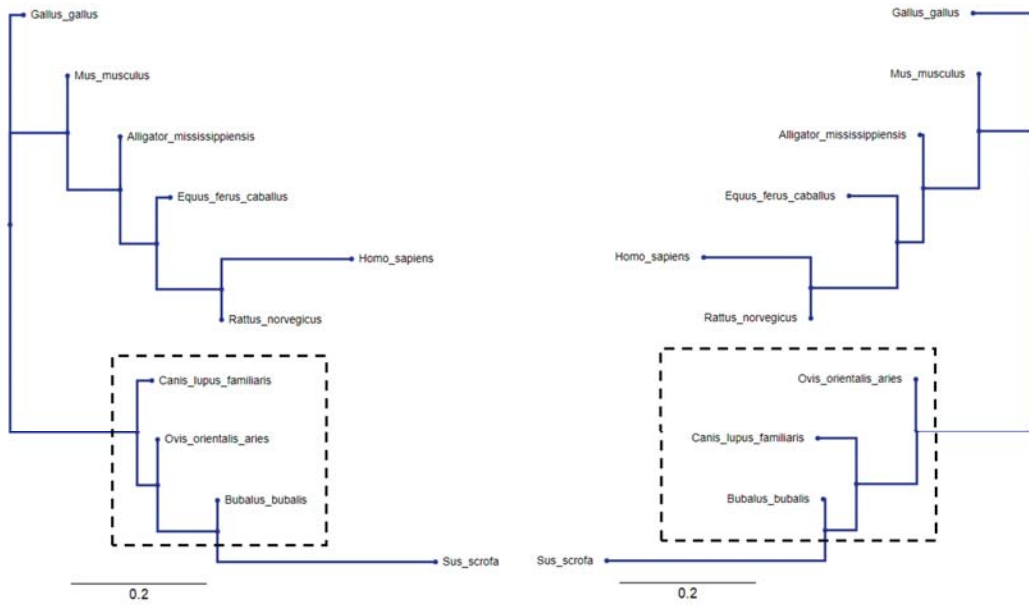 Gallus_gallus
Mus_musculus
Alligator_mississippiensis
Equus_ferus_caballus
Homo_sapiens
Rattus_norvegicus
Canis_lupus_familiaris
Ovis_orientalis_aries
Bubalus_bubalis
Sus_scrofa
0.2
Gallus_gallus
Mus_musculus
Alligator_mississippiensis
Equus_ferus_caballus
Homo_sapiens
Rattus_norvegicus
Ovis_orientalis_aries
Canis_lupus_familiaris
Bubalus_bubalis
Sus_scrofa
0.2